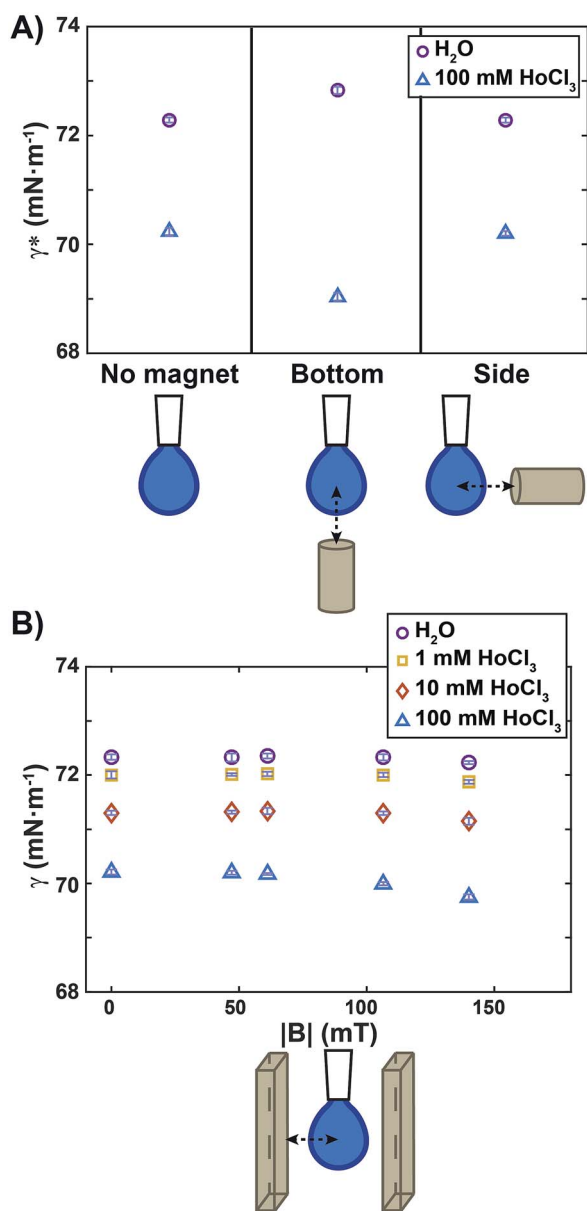 A)
74
72
70
68
γ* (mN·m⁻¹)
H₂O
100 mM HoCl₃
No magnet
Bottom
Side
B)
H₂O
1 mM HoCl₃
10 mM HoCl₃
100 mM HoCl₃
74
72
70
68
γ (mN·m⁻¹)
0
50
100
150
|B| (mT)